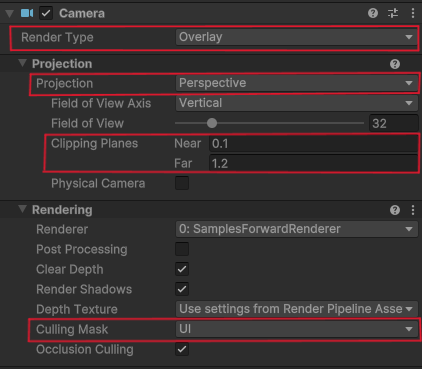 Camera
Render Type Overlay
Projection
Projection Perspective
Field of View Axis Vertical
Field of View 32
Clipping Planes Near 0.1
Far 1.2
Physical Camera
Rendering
Renderer 0: SamplesForwardRenderer
Post Processing
Clear Depth
Render Shadows
Depth Texture Use settings from Render Pipeline Asse
Culling Mask UI
Occlusion Culling